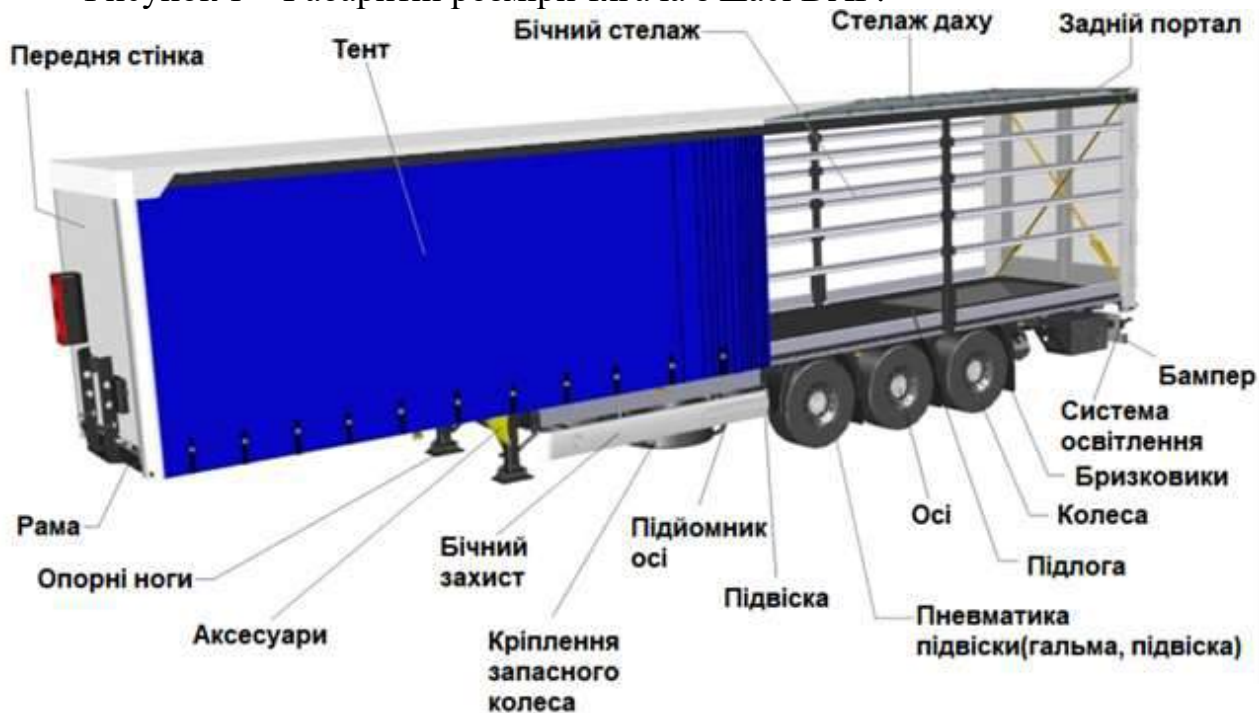 Бічний стелаж
Стелаж даху
Задній портал
Передня стінка
Тент
Бампер
Система
освітлення
Бризковики
Колеса
Осі
Підлога
Рама
Опорні ноги
Аксесуари
Бічний
захист
Підйомник
осі
Підвіска
Пневматика
підвіски(гальма, підвіска)
Кріплення
запасного
колеса